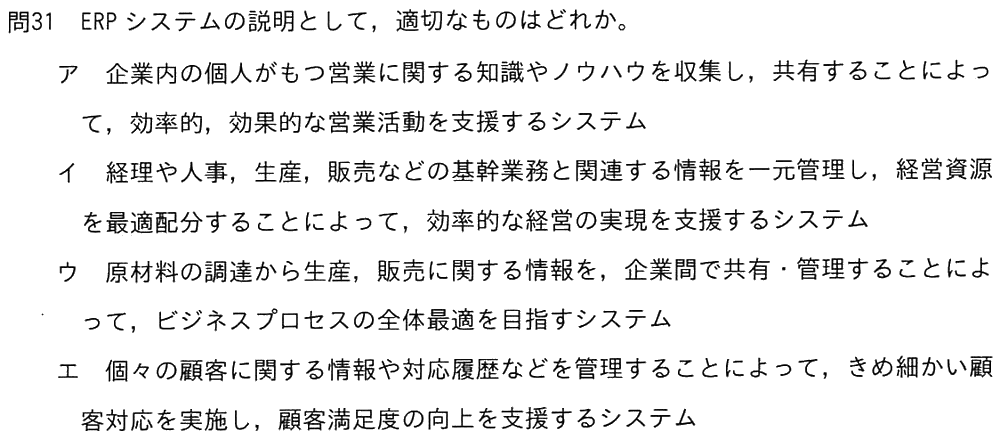 問31 ERP システムの説明として，適切なものはどれか。
ア 企業内の個人がもつ営業に関する知識やノウハウを収集し，共有することによっ
て，効率的，効果的な営業活動を支援するシステム
イ 経理や人事，生産，販売などの基幹業務と関連する情報を一元管理し，経営資源
を最適配分することによって，効率的な経営の実現を支援するシステム
ウ 原材料の調達から生産，販売に関する情報を，企業間で共有・管理することによ
って，ビジネスプロセスの全体最適を目指すシステム
エ 個々の顧客に関する情報や対応履歴などを管理することによって，きめ細かい顧
客対応を実施し，顧客満足度の向上を支援するシステム